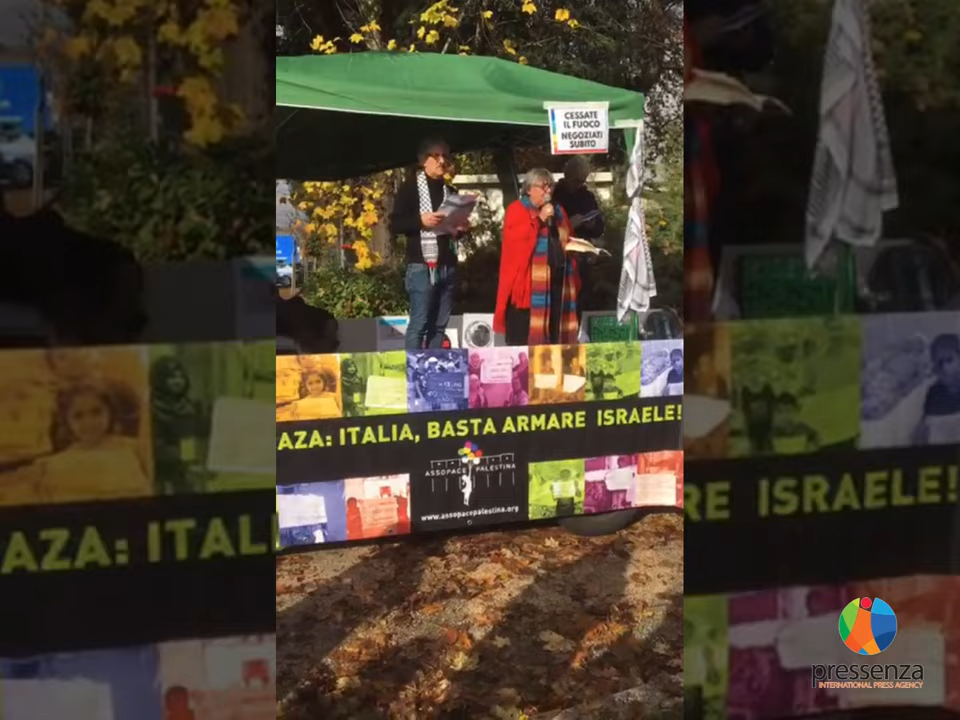 CESSATE
IL FUOCO
NEGOZIATI
SUBITO
AZA: ITALIA, BASTA ARMARE ISRAELE!
ASSOPACE PALESTINA
www.assopacepalestina.org
AZA: ITAL
RE ISRAELE!
pressenza
INTERNATIONAL PRESS AGENCY